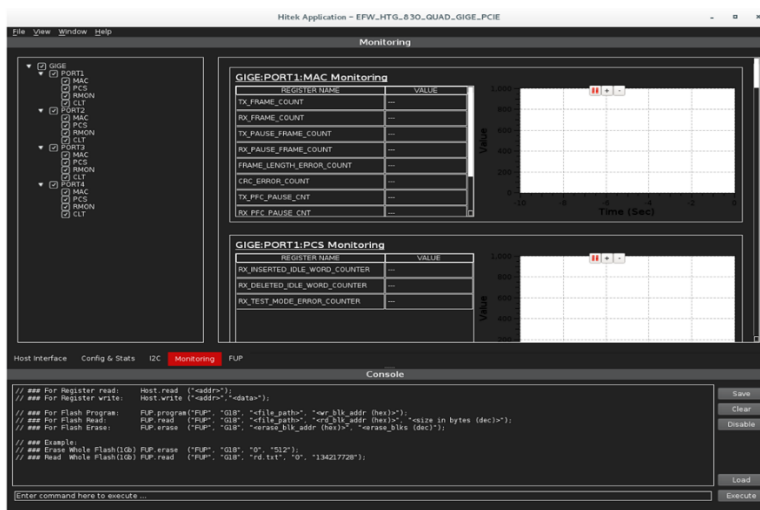 Hitek Application - EFW_HTG_830_QUAD_GIGE_PCIE
File View Window Help
Monitoring
GIGE
PORT1
MAC
PCS
RMON
CLT
PORT2
MAC
PCS
RMON
CLT
PORT3
MAC
PCS
RMON
CLT
PORT4
MAC
PCS
RMON
CLT
GIGE:PORT1:MAC Monitoring
REGISTER NAME VALUE
TX_FRAME_COUNT ---
RX_FRAME_COUNT ---
TX_PAUSE_FRAME_COUNT ---
RX_PAUSE_FRAME_COUNT ---
FRAME_LENGTH_ERROR_COUNT ---
CRC_ERROR_COUNT ---
TX_PFC_PAUSE_CNT ---
RX_PFC_PAUSE_CNT ---
+ -
1,000
800
600
400
200
0
Value
-10 -8 -6 -4 -2 0
Time (Sec)
GIGE:PORT1:PCS Monitoring
REGISTER NAME VALUE
RX_INSERTED_IDLE_WORD_COUNTER ---
RX_DELETED_IDLE_WORD_COUNTER ---
RX_TEST_MODE_ERROR_COUNTER ---
+ -
1,000
800
600
400
200
Value
Host Interface Config & Stats I2C Monitoring FUP
Console
// ### For Register read: Host.read ("<addr>");
// ### For Register write: Host.write ("<addr>","<data>");
// ### For Flash Program: FUP.program("FUP", "G18", "<file_path>", "<wr_blk_addr (hex)>");
// ### For Flash Read: FUP.read ("FUP", "G18", "<file_path>", "<rd_blk_addr (hex)>", "<size in bytes (dec)>");
// ### For Flash Erase: FUP.erase ("FUP", "G18", "<erase_blk_addr (hex)>", "<erase_blks (dec)");
// ### Example:
// ### Erase Whole Flash(1Gb) FUP.erase ("FUP", "G18", "0", "512");
// ### Read Whole Flash(1Gb) FUP.read ("FUP", "G18", "rd.txt", "0", "134217728");
Save
Clear
Disable
Load
Enter command here to execute ...
Execute